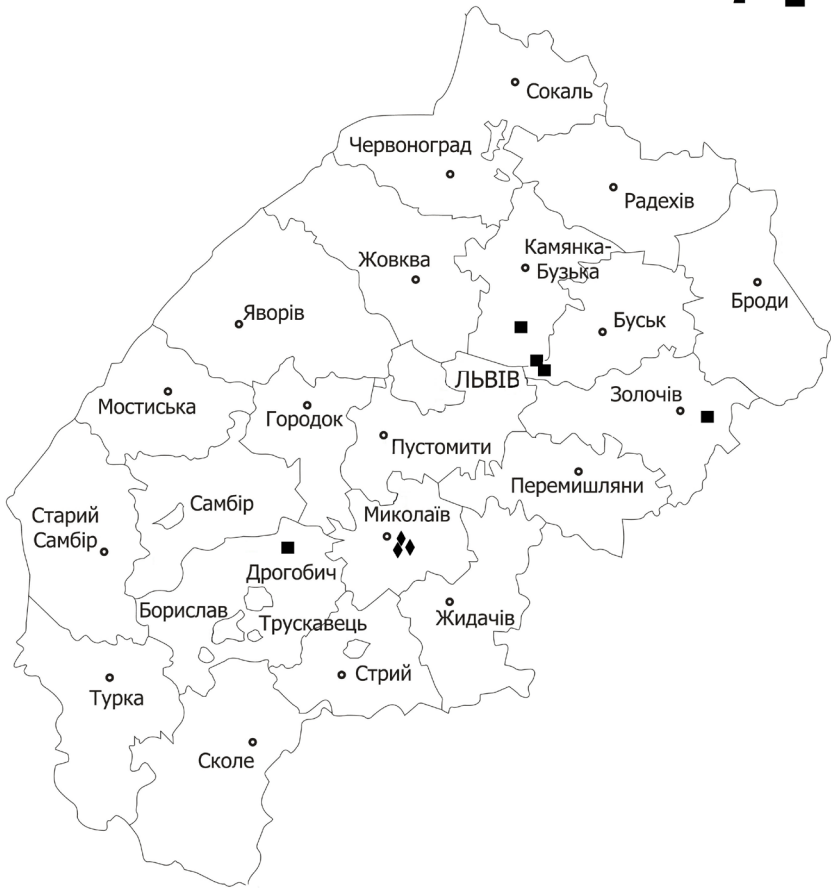 Сокаль
Червоноград
Радехів
Камянка-
Бузька
Жовква
Броди
Яворів
Буськ
ЛЬВІВ
Золочів
Мостиська
Городок
Пустомити
Перемишляни
Самбір
Старий
Самбір
Миколаїв
Дрогобич
Борислав
Трускавець
Жидачів
Стрий
Турка
Сколе